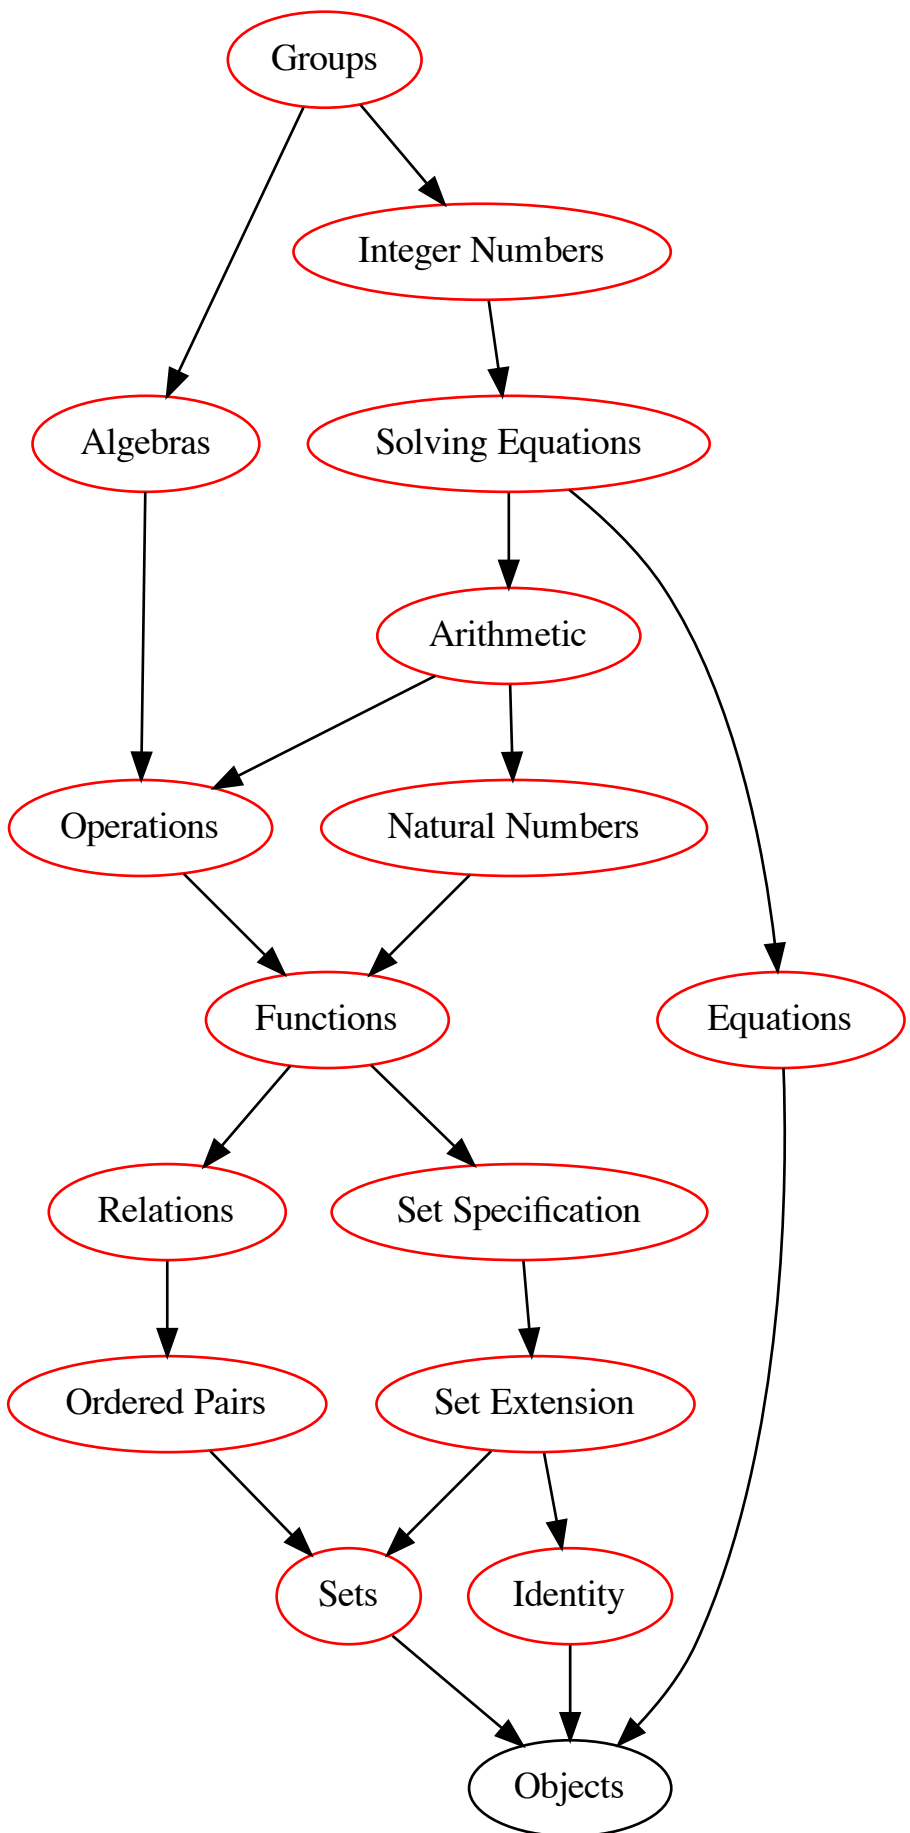 Groups
Integer Numbers
Algebras
Solving Equations
Arithmetic
Operations
Natural Numbers
Functions
Equations
Relations
Set Specification
Ordered Pairs
Set Extension
Sets
Identity
Objects